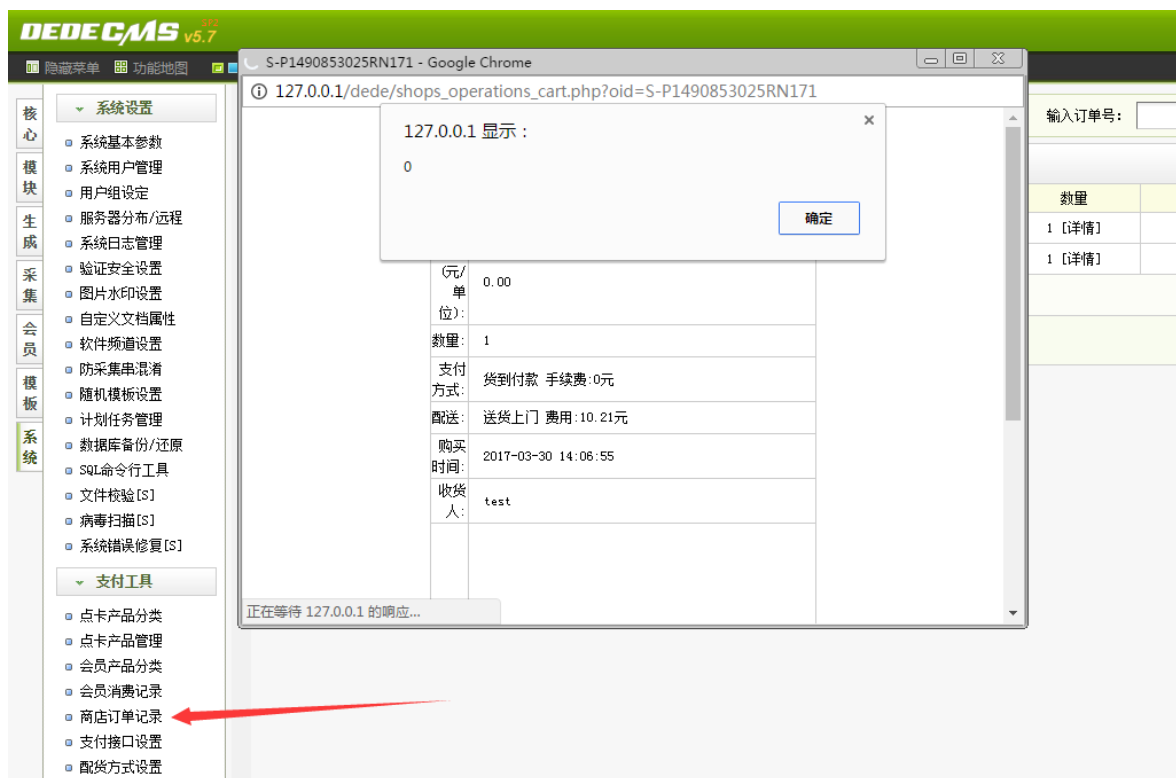 DEDECMS v5.7
隐藏菜单 功能地图
核心
模块
生成
采集
会员
模板
系统
系统设置
系统基本参数
系统用户管理
用户组设定
服务器分布/远程
系统日志管理
验证安全设置
图片水印设置
自定义文档属性
软件频道设置
防采集串混淆
随机模板设置
计划任务管理
数据库备份/还原
SQL命令行工具
文件校验[S]
病毒扫描[S]
系统错误修复[S]
支付工具
点卡产品分类
点卡产品管理
会员产品分类
会员消费记录
商店订单记录
支付接口设置
配货方式设置
S-P1490853025RN171 - Google Chrome
127.0.0.1/dede/shops_operations_cart.php?oid=S-P1490853025RN171
127.0.0.1 显示：
0
确定
(元/
单
位):
0.00
数量: 1
支付
方式:
货到付款 手续费:0元
配送: 送货上门 费用:10.21元
购买
时间:
2017-03-30 14:06:55
收货
人:
test
正在等待 127.0.0.1 的响应...
输入订单号：
数量
1 [详情]
1 [详情]